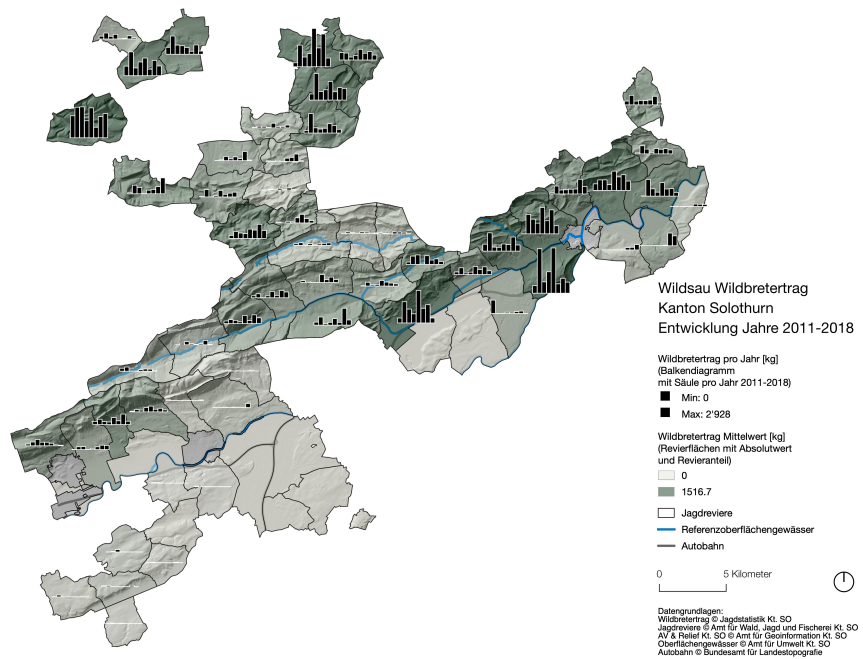 Wildsau Wildbretertrag
Kanton Solothurn
Entwicklung Jahre 2011-2018
Wildbretertrag pro Jahr [kg]
(Balkendiagramm
mit Säule pro Jahr 2011-2018)
Min: 0
Max: 2'928
Wildbretertrag Mittelwert [kg]
(Revierflächen mit Absolutwert
und Revieranteil)
0
1516.7
Jagdreviere
Referenzoberflächengewässer
Autobahn
0 5 Kilometer
Datengrundlagen:
Wildbretertrag © Jagdstatistik Kt. SO
Jagdreviere © Amt für Wald, Jagd und Fischerei Kt. SO
AV & Relief Kt. SO © Amt für Geoinformation Kt. SO
Oberflächengewässer © Amt für Umwelt Kt. SO
Autobahn © Bundesamt für Landestopografie